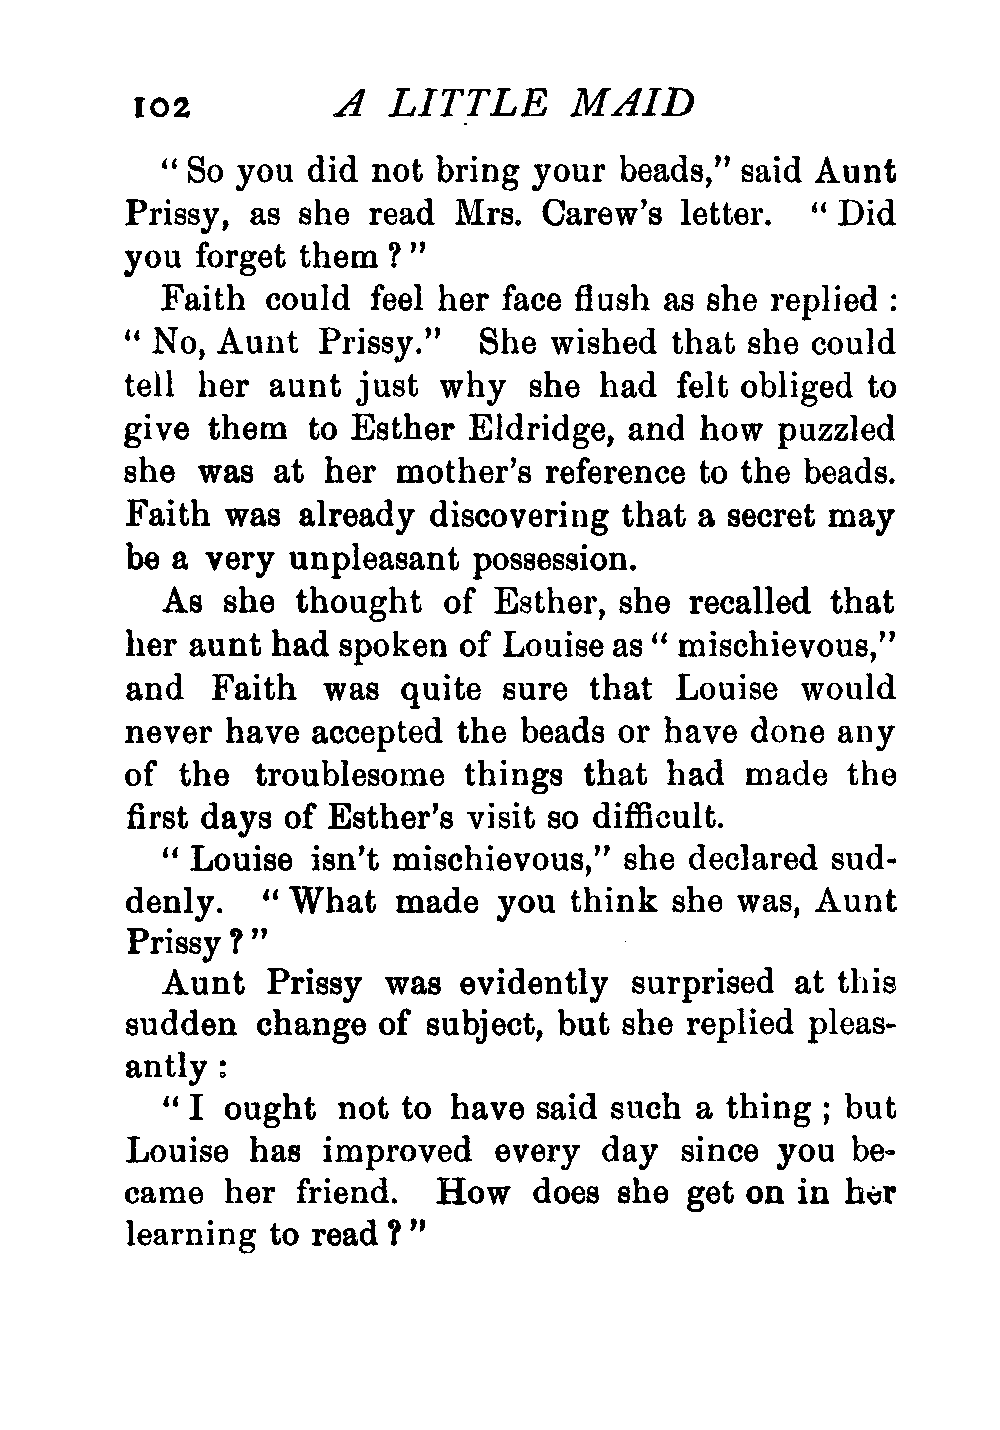 102 A LITTLE MAID
“ So you did not bring your beads,” said Aunt
Prissy, as she read Mrs. Carew’s letter. “ Did
you forget them ? ”
Faith could feel her face flush as she replied :
“ No, Aunt Prissy.” She wished that she could
tell her aunt just why she had felt obliged to
give them to Esther Eldridge, and how puzzled
she was at her mother’s reference to the beads.
Faith was already discovering that a secret may
be a very unpleasant possession.
As she thought of Esther, she recalled that
her aunt had spoken of Louise as “ mischievous,”
and Faith was quite sure that Louise would
never have accepted the beads or have done any
of the troublesome things that had made the
first days of Esther’s visit so difficult.
“ Louise isn’t mischievous,” she declared sud-
denly. “ What made you think she was, Aunt
Prissy ? ”
Aunt Prissy was evidently surprised at this
sudden change of subject, but she replied pleas-
antly :
“ I ought not to have said such a thing ; but
Louise has improved every day since you be-
came her friend. How does she get on in her
learning to read ? ”